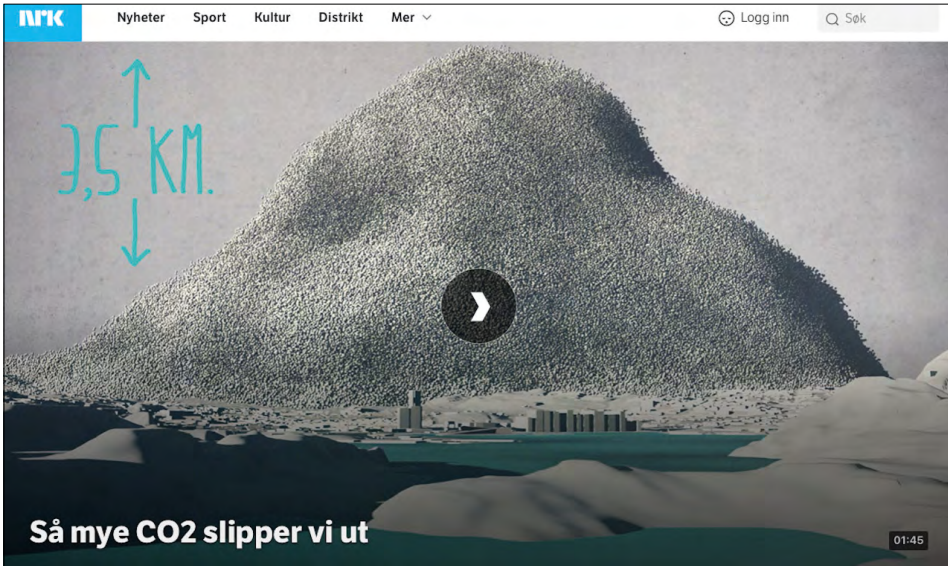 nrk
Nyheter Sport Kultur Distrikt Mer
Logg inn
Søk
3,5 KM.
Så mye CO2 slipper vi ut
01:45